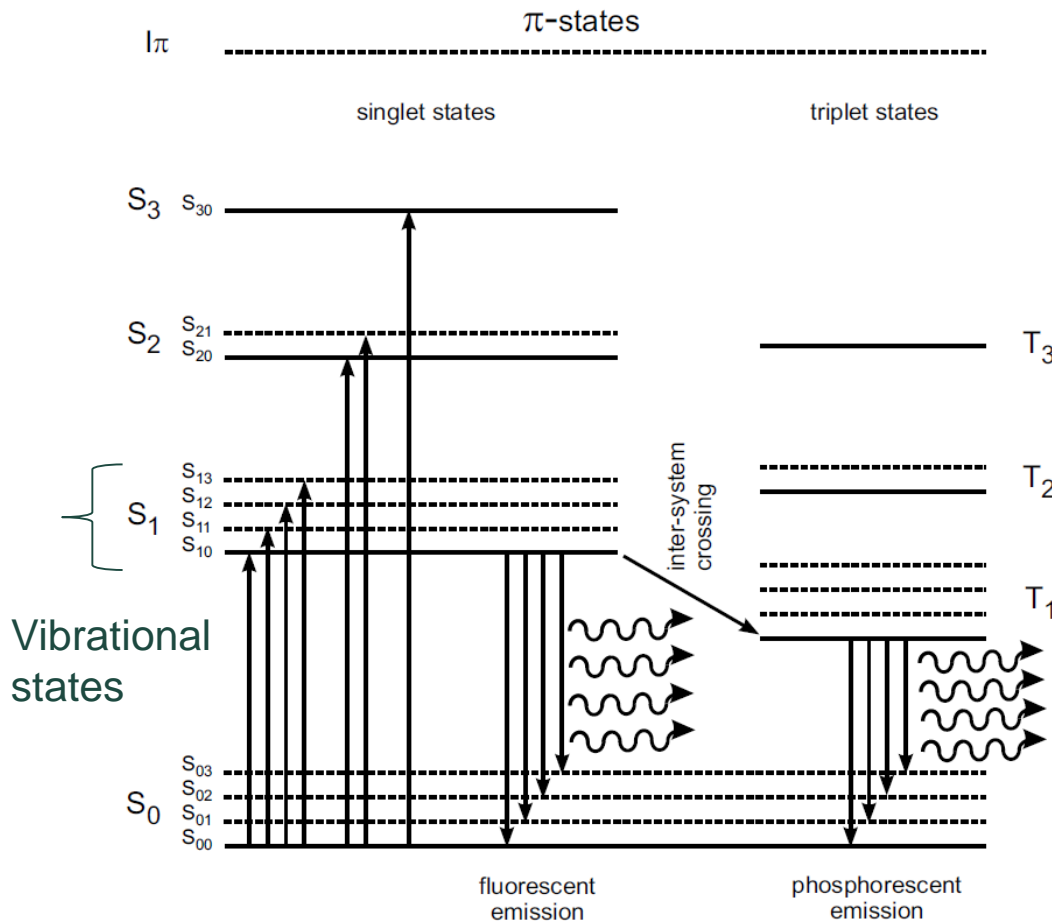 π-states
Iπ
singlet states
triplet states
S3
S30
S2
S21
S20
T3
S1
S13
S12
S11
S10
inter-system
crossing
T2
T1
Vibrational
states
S0
S03
S02
S01
S00
fluorescent
emission
phosphorescent
emission